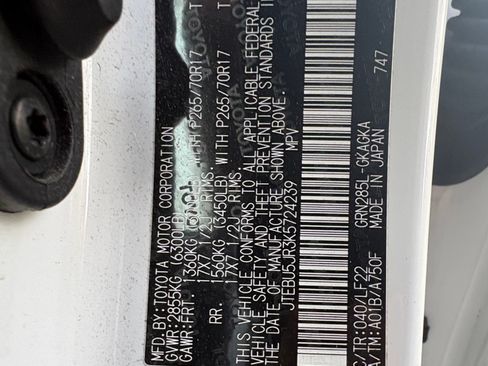 MFD. BY: TOYOTA MOTOR CORPORATION
GVWR: 2855KG (6300LB)
GAWR: FRT. 1360KG WITH P265/70R17
17X7 1/2J RIMS,
RR. 1560KG (3450LB) WITH P265/70R17
17X7 1/2J RIMS,
THIS VEHICLE CONFORMS TO ALL APPLICABLE FEDERAL
MOTOR VEHICLE SAFETY AND THEFT PREVENTION STANDARDS
DATE OF MANUFACTURE SHOWN ABOVE.
JTEBU5JR3K5724239 MPV
C/TR: 040/LF22 GRN285L-GKAGKA
A/TM: A01B/A750F MADE IN JAPAN 747
TOYOTA